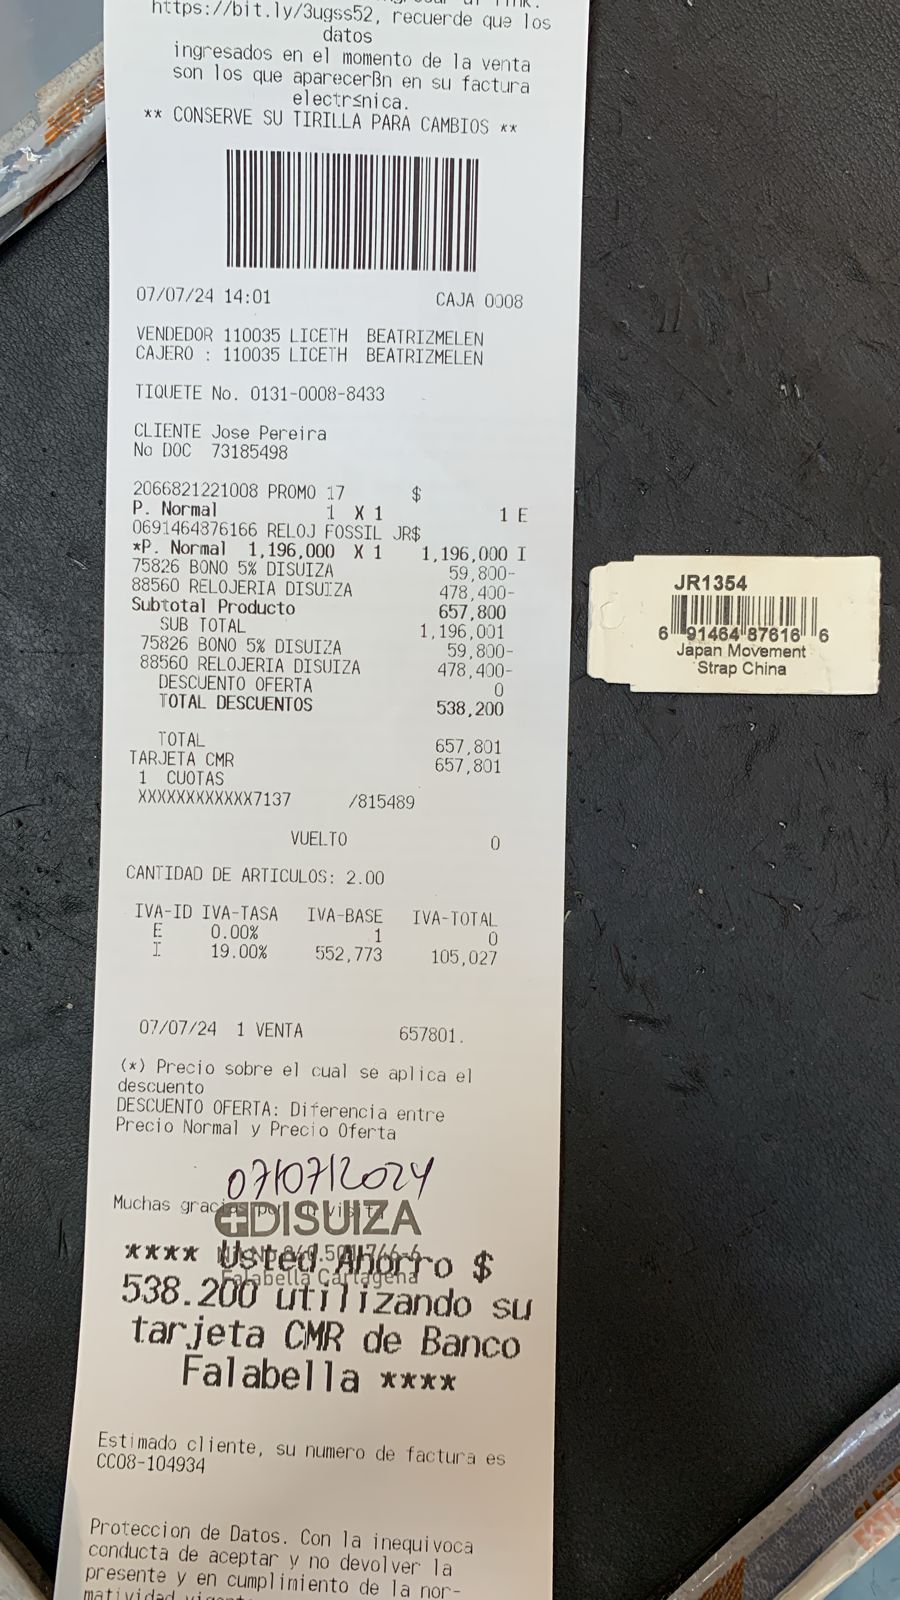 https://bit.ly/3ugss52, recuerde que los
datos
ingresados en el momento de la venta
son los que aparecerßn en su factura
electr≤nica.
** CONSERVE SU TIRILLA PARA CAMBIOS **
07/07/24 14:01 CAJA 0008
VENDEDOR 110035 LICETH BEATRIZMELEN
CAJERO : 110035 LICETH BEATRIZMELEN
TIQUETE No. 0131-0008-8433
CLIENTE Jose Pereira
No DOC 73185498
2066821221008 PROMO 17 $
P. Normal 1 X 1 1 E
0691464876166 RELOJ FOSSIL JR$
*P. Normal 1,196,000 X 1 1,196,000 I
75826 BONO 5% DISUIZA 59,800-
88560 RELOJERIA DISUIZA 478,400-
Subtotal Producto 657,800
SUB TOTAL 1,196,001
75826 BONO 5% DISUIZA 59,800-
88560 RELOJERIA DISUIZA 478,400-
DESCUENTO OFERTA 0
TOTAL DESCUENTOS 538,200
TOTAL 657,801
TARJETA CMR 657,801
1 CUOTAS
XXXXXXXXXXXX7137 /815489
VUELTO 0
CANTIDAD DE ARTICULOS: 2.00
IVA-ID IVA-TASA IVA-BASE IVA-TOTAL
E 0.00% 1 0
I 19.00% 552,773 105,027
07/07/24 1 VENTA 657801.
(*) Precio sobre el cual se aplica el
descuento
DESCUENTO OFERTA: Diferencia entre
Precio Normal y Precio Oferta
07/07/2024
Muchas gracias por su visita
DISUIZA
Falabella Cartagena
**** Usted Ahorro $
538.200 utilizando su
tarjeta CMR de Banco
Falabella ****
Estimado cliente, su numero de factura es
CC08-104934
Proteccion de Datos. Con la inequivoca
conducta de aceptar y no devolver la
presente y en cumplimiento de la nor-
JR1354
6 91464 87616 6
Japan Movement
Strap China